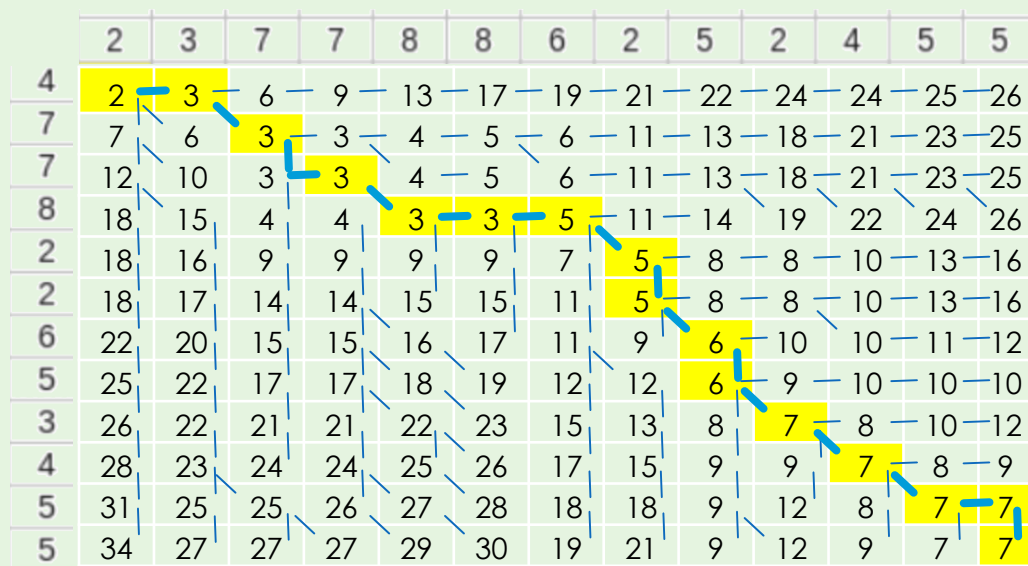 2 3 7 7 8 8 6 2 5 2 4 5 5
4 2 3 6 9 13 17 19 21 22 24 24 25 26
7 7 6 3 3 4 5 6 11 13 18 21 23 25
7 12 10 3 3 4 5 6 11 13 18 21 23 25
8 18 15 4 4 3 3 5 11 14 19 22 24 26
2 18 16 9 9 9 9 7 5 8 8 10 13 16
2 18 17 14 14 15 15 11 5 8 8 10 13 16
6 22 20 15 15 16 17 11 9 6 10 10 11 12
5 25 22 17 17 18 19 12 12 6 9 10 10 10
3 26 22 21 21 22 23 15 13 8 7 8 10 12
4 28 23 24 24 25 26 17 15 9 9 7 8 9
5 31 25 25 26 27 28 18 18 9 12 8 7 7
5 34 27 27 27 29 30 19 21 9 12 9 7 7